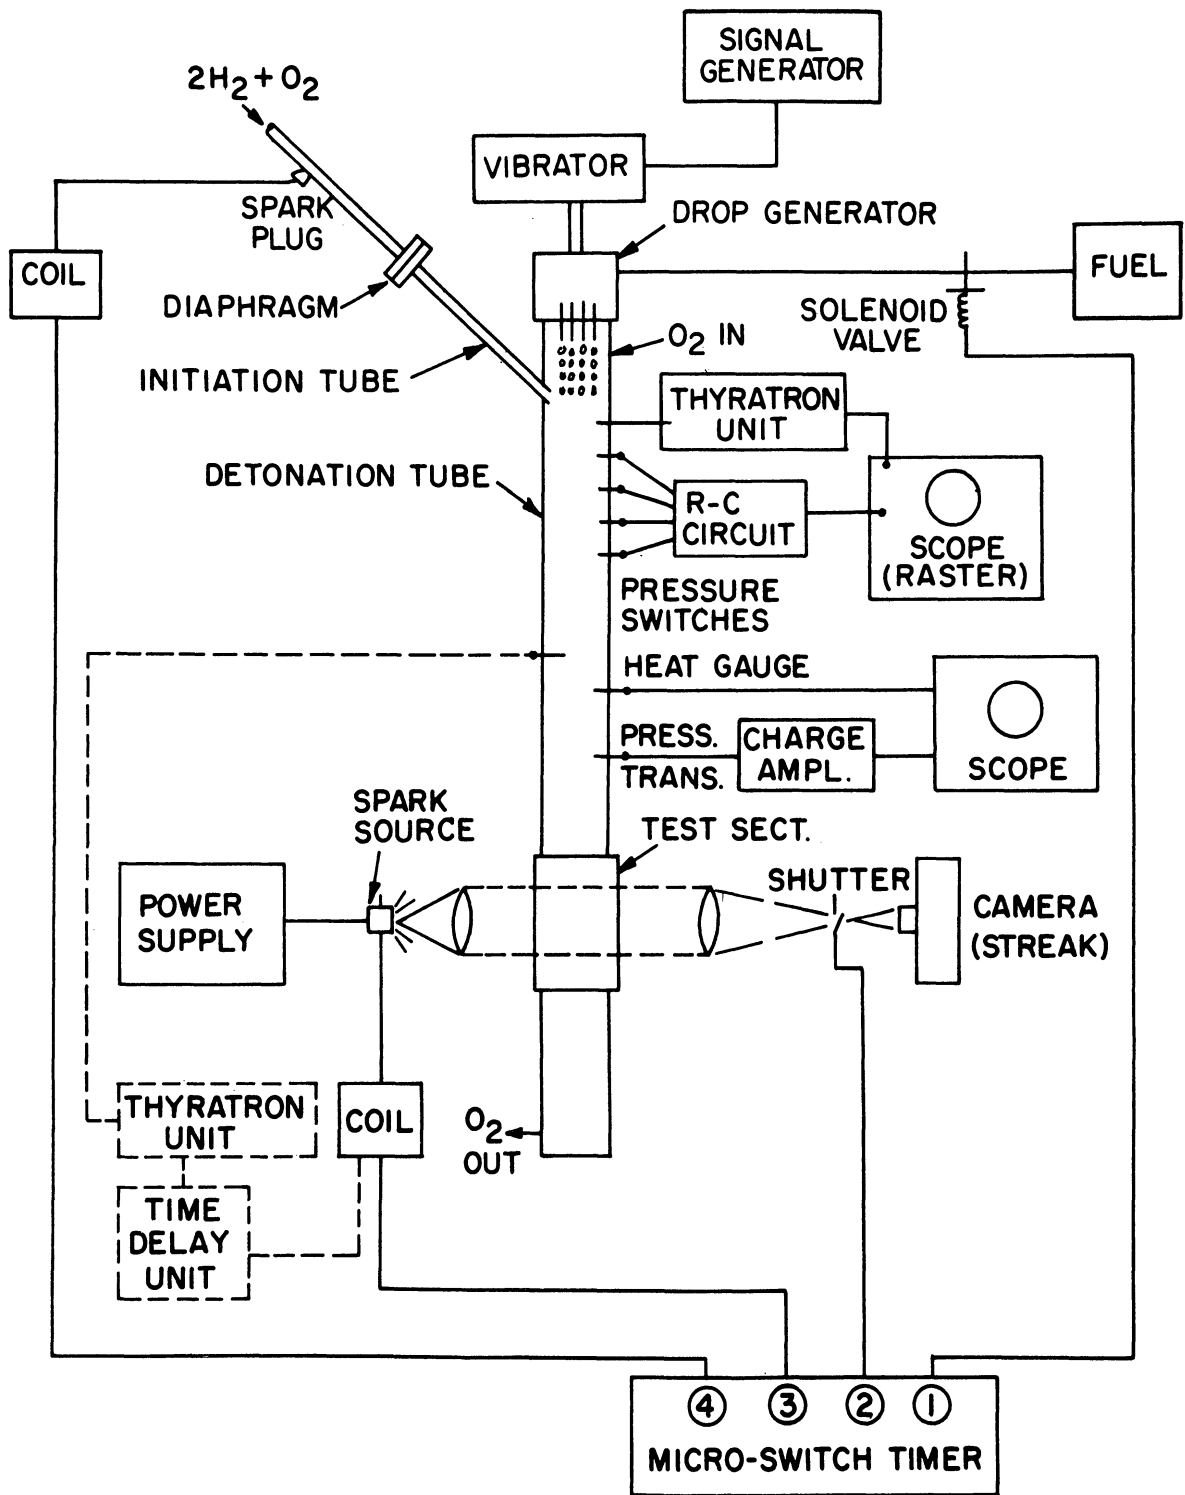 SIGNAL
GENERATOR
2H2 + O2
VIBRATOR
SPARK
PLUG
DROP GENERATOR
COIL
FUEL
DIAPHRAGM
SOLENOID
VALVE
O2 IN
INITIATION TUBE
THYRATRON
UNIT
DETONATION TUBE
R-C
CIRCUIT
SCOPE
(RASTER)
PRESSURE
SWITCHES
HEAT GAUGE
PRESS.
TRANS.
CHARGE
AMPL.
SCOPE
SPARK
SOURCE
TEST SECT.
SHUTTER
POWER
SUPPLY
CAMERA
(STREAK)
THYRATRON
UNIT
COIL
O2
OUT
TIME
DELAY
UNIT
4 3 2 1
MICRO-SWITCH TIMER